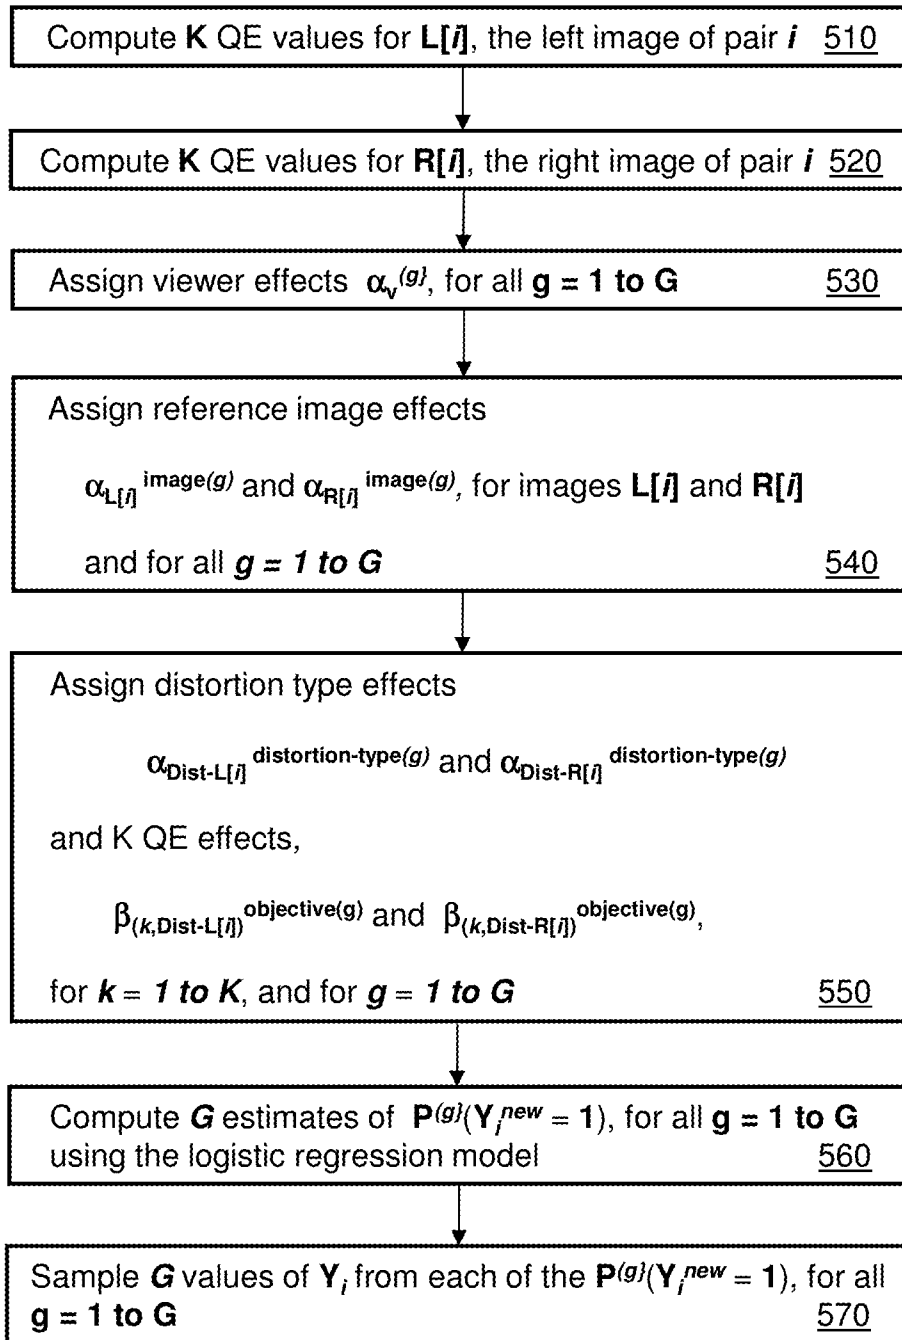 Compute K QE values for L[i], the left image of pair i 510
Compute K QE values for R[i], the right image of pair i 520
Assign viewer effects αv(g}, for all g = 1 to G 530
Assign reference image effects
αL[i] image(g) and αR[i] image(g), for images L[i] and R[i]
and for all g = 1 to G 540
Assign distortion type effects
αDist-L[i] distortion-type(g) and αDist-R[i] distortion-type(g)
and K QE effects,
β(k,Dist-L[i]) objective(g) and β(k,Dist-R[i]) objective(g),
for k = 1 to K, and for g = 1 to G 550
Compute G estimates of P(g}(Yi new = 1), for all g = 1 to G
using the logistic regression model 560
Sample G values of Yi from each of the P(g}(Yi new = 1), for all
g = 1 to G 570